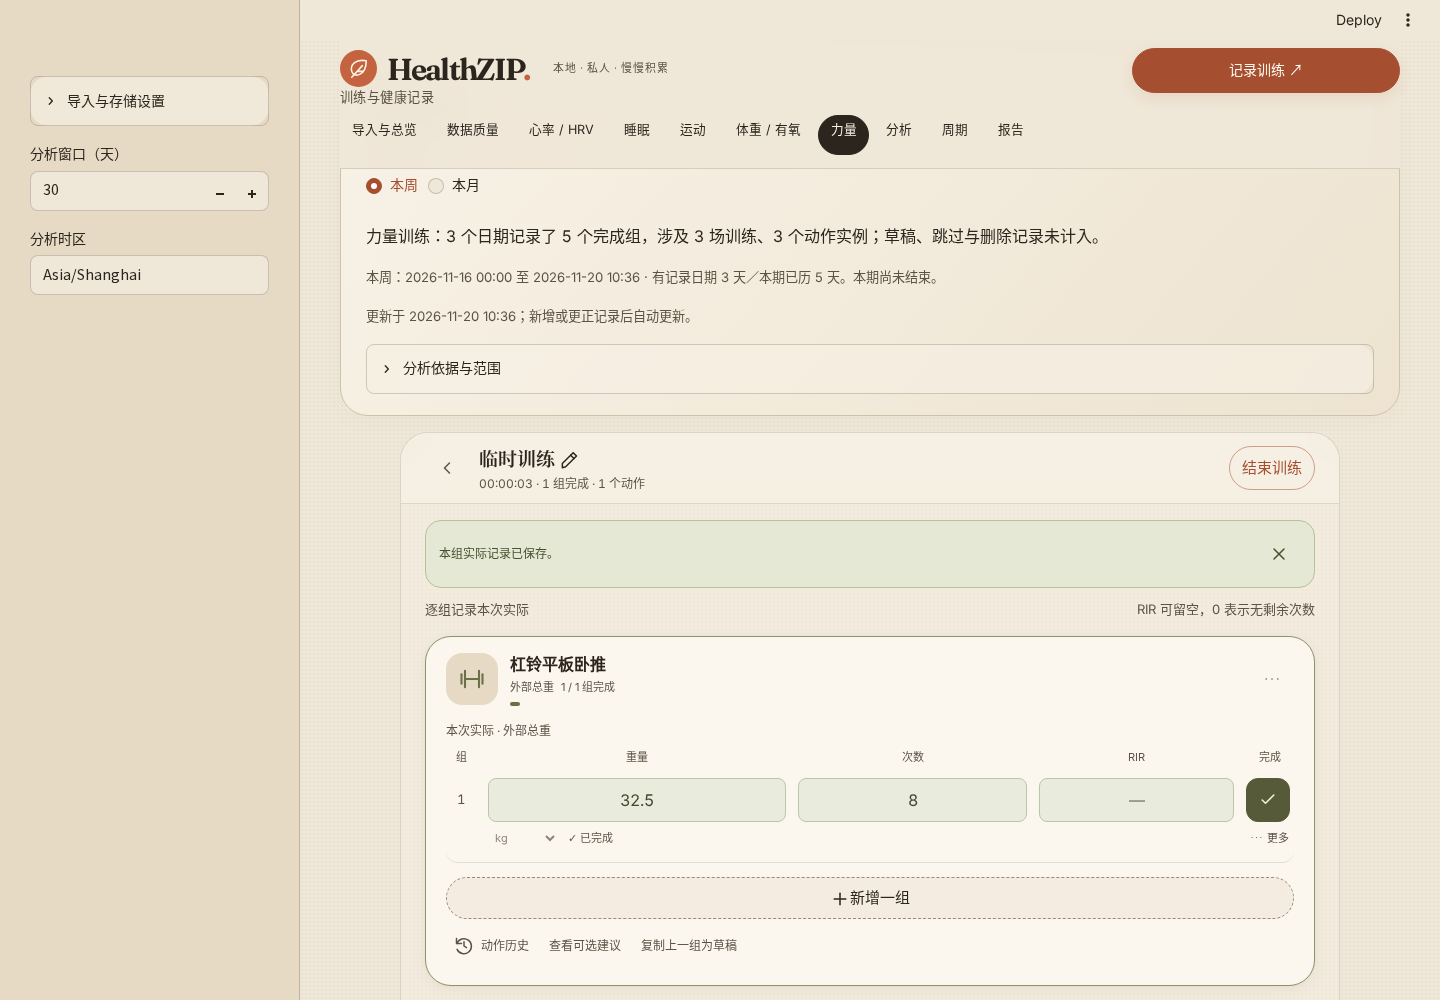 Deploy
导入与存储设置
分析窗口（天）
30
分析时区
Asia/Shanghai
HealthZIP.
本地 · 私人 · 慢慢积累
训练与健康记录
记录训练 ↗
导入与总览 数据质量 心率 / HRV 睡眠 运动 体重 / 有氧 力量 分析 周期 报告
本周 本月
力量训练：3 个日期记录了 5 个完成组，涉及 3 场训练、3 个动作实例；草稿、跳过与删除记录未计入。
本周：2026-11-16 00:00 至 2026-11-20 10:36 · 有记录日期 3 天／本期已历 5 天。本期尚未结束。
更新于 2026-11-20 10:36；新增或更正记录后自动更新。
分析依据与范围
临时训练
00:00:03 · 1 组完成 · 1 个动作
结束训练
本组实际记录已保存。
逐组记录本次实际
RIR 可留空，0 表示无剩余次数
杠铃平板卧推
外部总重 1 / 1 组完成
···
本次实际 · 外部总重
组 重量 次数 RIR 完成
1 32.5 8 — ✓
kg ✓ 已完成 ··· 更多
＋新增一组
动作历史 查看可选建议 复制上一组为草稿